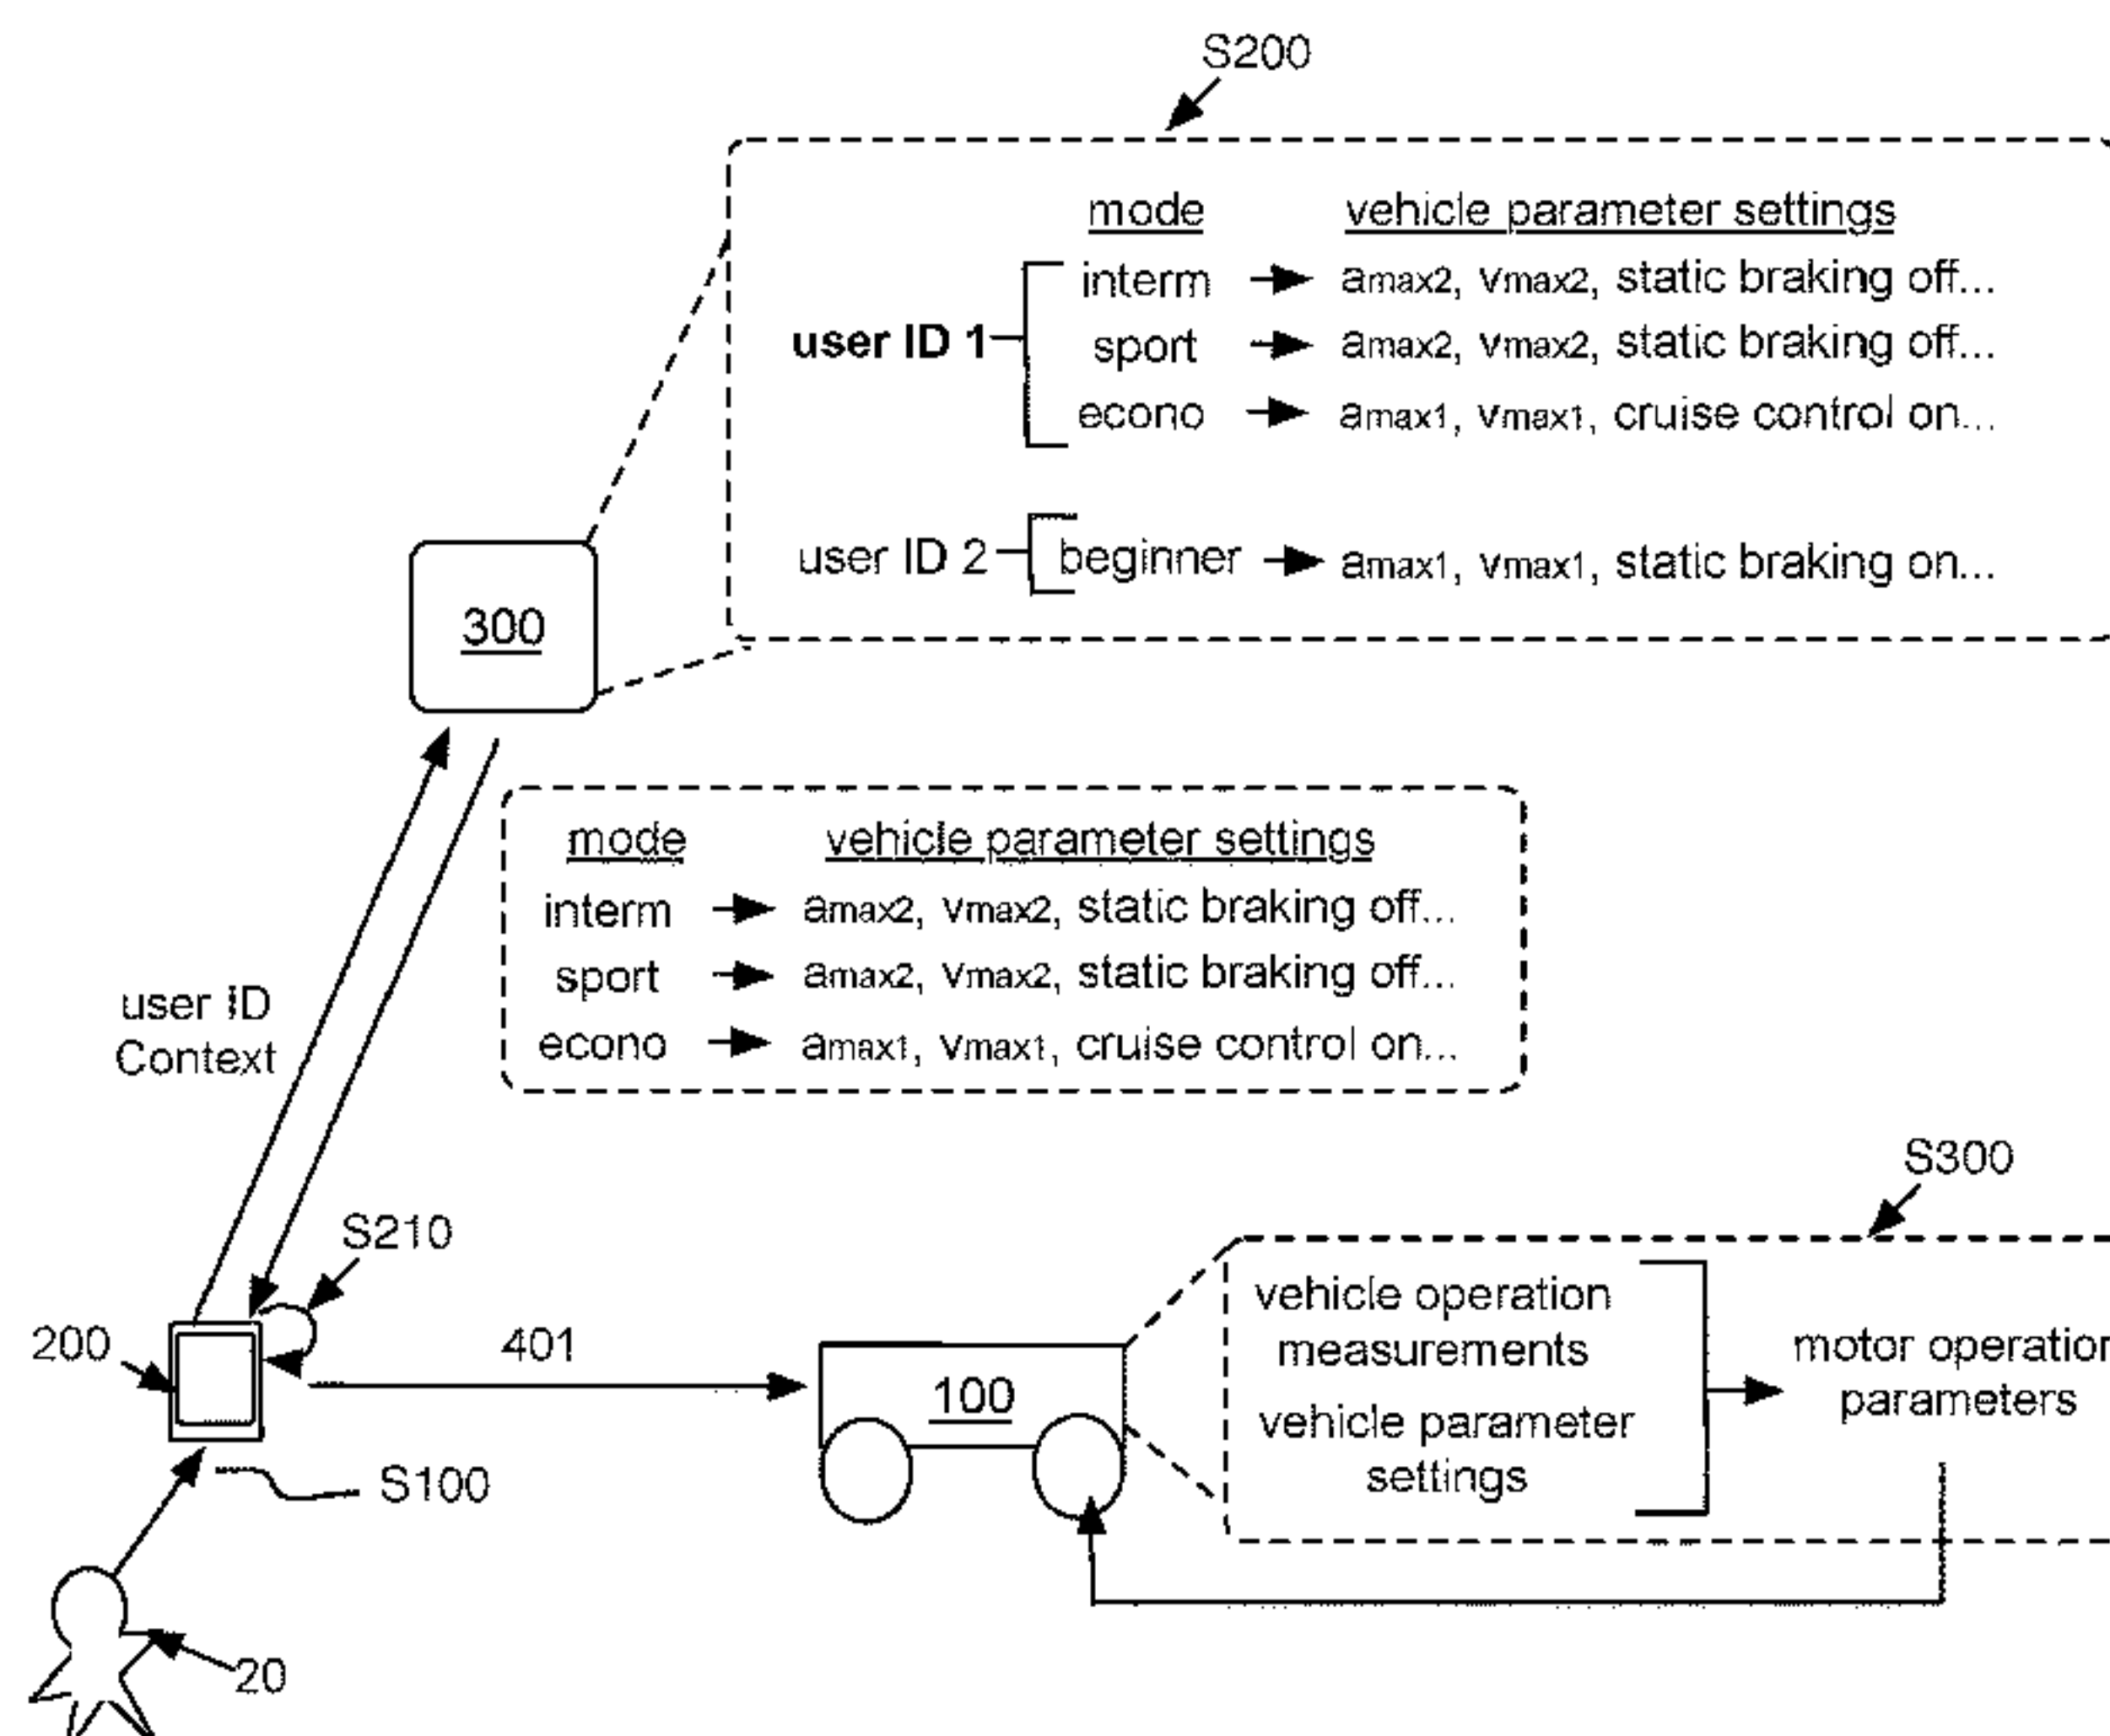 S200
mode vehicle parameter settings
interm amax2, vmax2, static braking off...
user ID 1
sport amax2, vmax2, static braking off...
econo amax1, vmax1, cruise control on...
user ID 2 beginner amax1, vmax1, static braking on...
300
mode vehicle parameter settings
interm amax2, vmax2, static braking off...
sport amax2, vmax2, static braking off...
econo amax1, vmax1, cruise control on...
user ID
Context
S300
S210
200
401
100
vehicle operation
measurements
vehicle parameter
settings
motor operation
parameters
S100
20